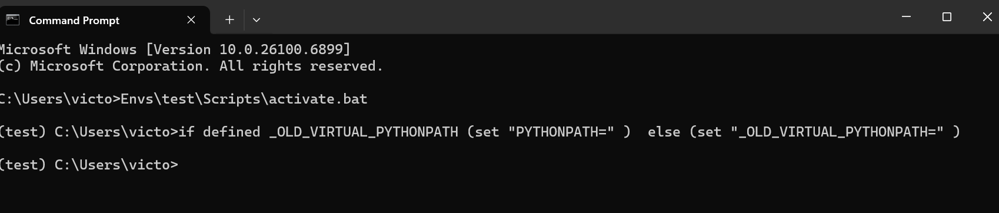 Command Prompt
Microsoft Windows [Version 10.0.26100.6899]
(c) Microsoft Corporation. All rights reserved.
C:\Users\victo>Envs\test\Scripts\activate.bat
(test) C:\Users\victo>if defined _OLD_VIRTUAL_PYTHONPATH (set "PYTHONPATH=" )  else (set "_OLD_VIRTUAL_PYTHONPATH=" )
(test) C:\Users\victo>